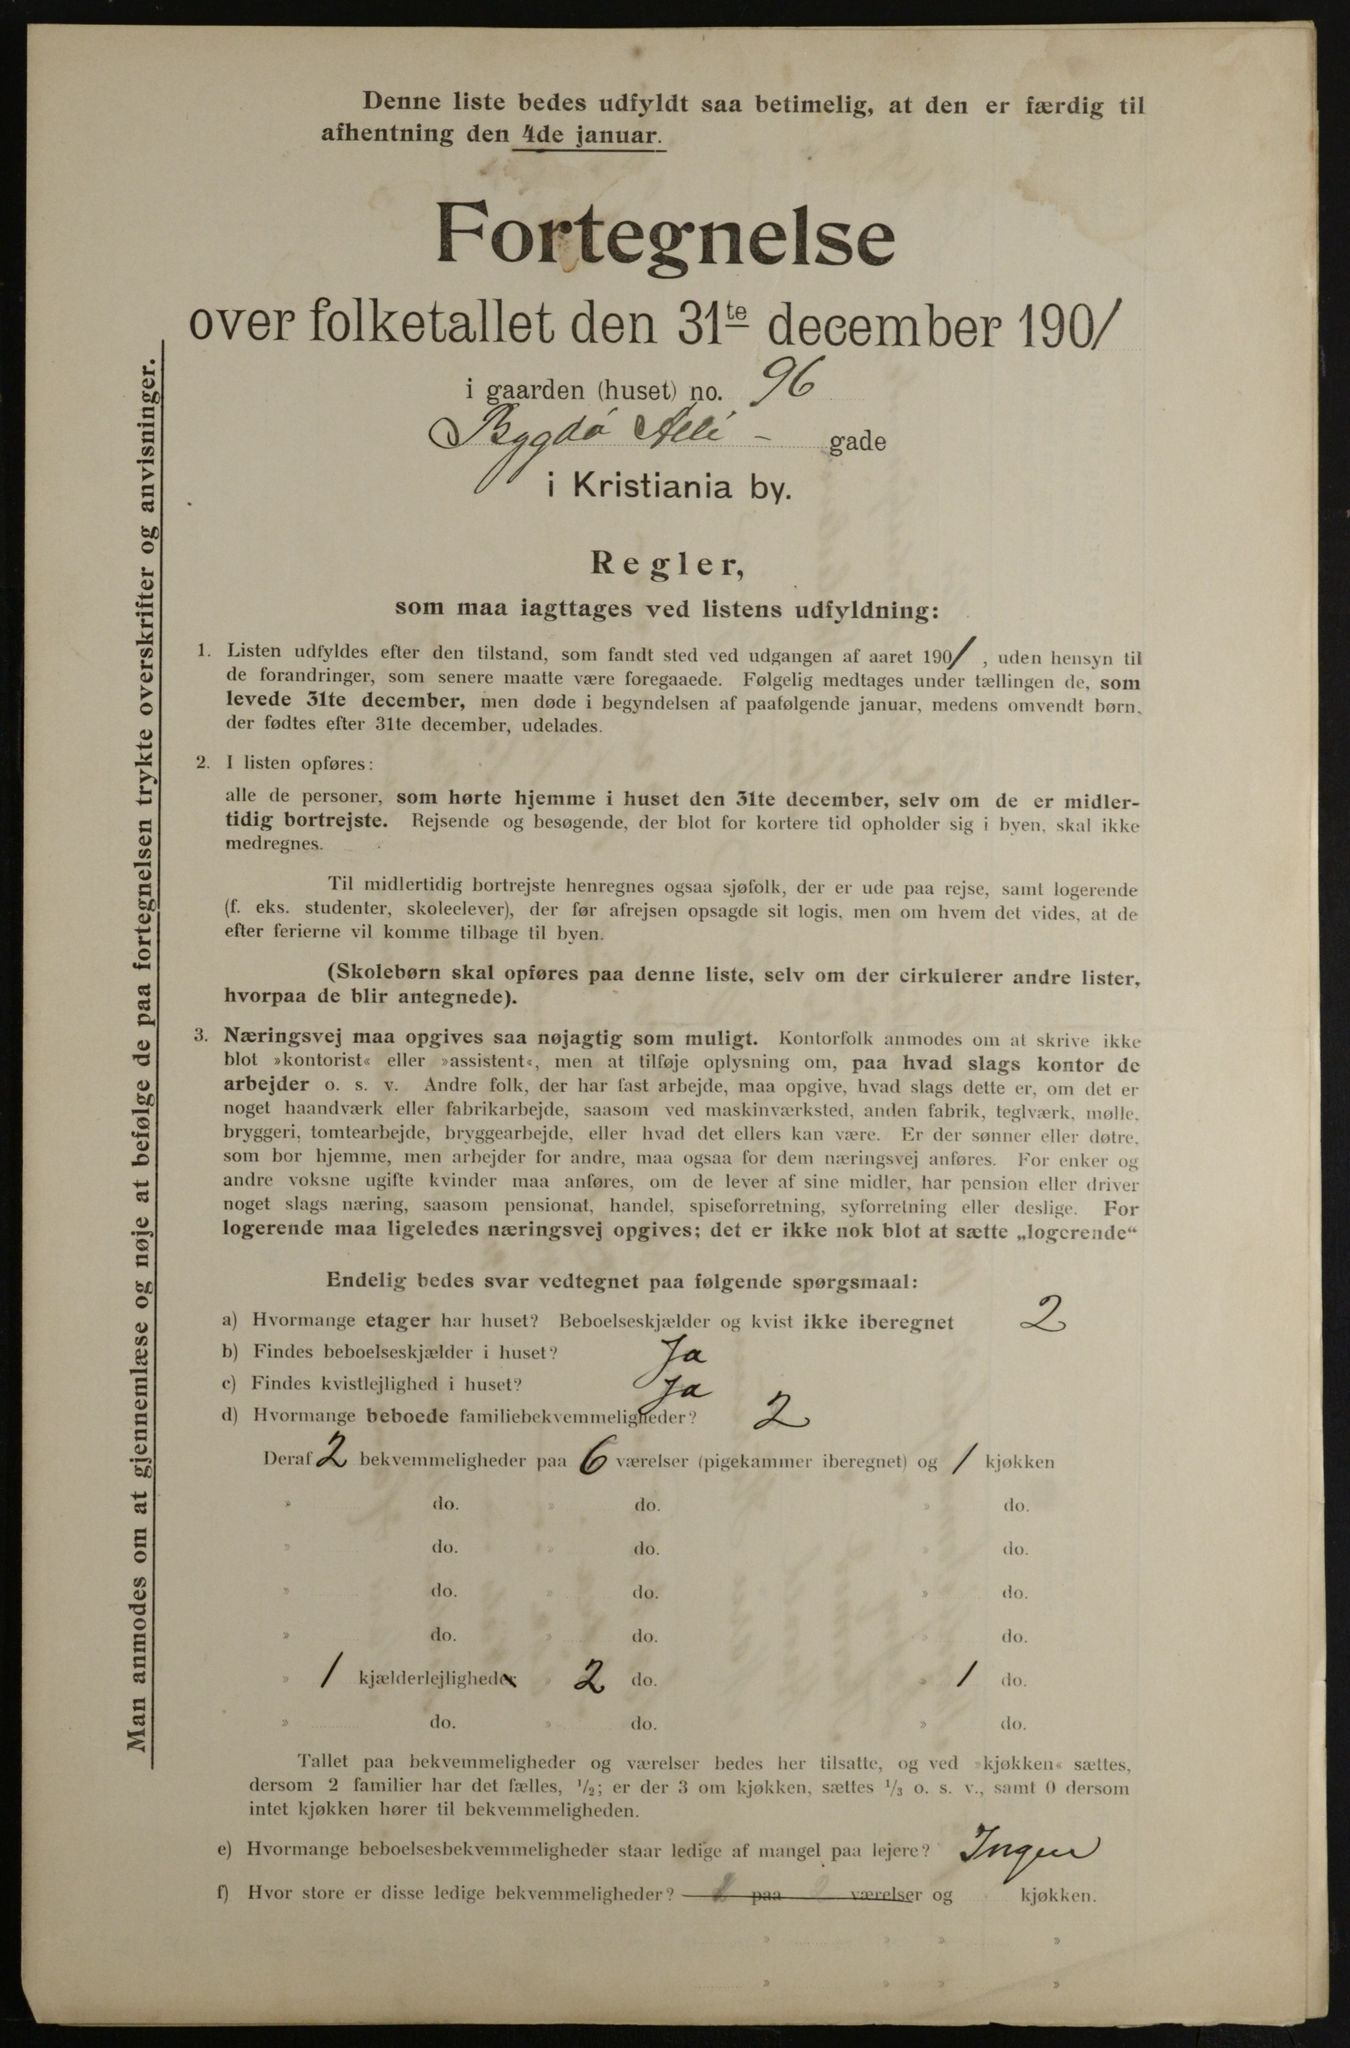 Denne liste bedes udfyldt saa betimelig, at den er færdig til
afhentning den 4de januar.
Fortegnelse
over folketallet den 31te december 1901
i gaarden (huset) no. 96
Bygdö Allé - gade
i Kristiania by.
Regler,
som maa iagttages ved listens udfyldning:
1. Listen udfyldes efter den tilstand, som fandt sted ved udgangen af aaret 1901, uden hensyn til
de forandringer, som senere maatte være foregaaede. Følgelig medtages under tællingen de, som
levede 31te december, men døde i begyndelsen af paafølgende januar, medens omvendt børn,
der fødtes efter 31te december, udelades.
2. I listen opføres:
alle de personer, som hørte hjemme i huset den 31te december, selv om de er midler-
tidig bortrejste. Rejsende og besøgende, der blot for kortere tid opholder sig i byen, skal ikke
medregnes.
Til midlertidig bortrejste henregnes ogsaa sjøfolk, der er ude paa rejse, samt logerende
(f. eks. studenter, skoleelever), der før afrejsen opsagde sit logis, men om hvem det vides, at de
efter ferierne vil komme tilbage til byen.
(Skolebørn skal opføres paa denne liste, selv om der cirkulerer andre lister,
hvorpaa de blir antegnede).
3. Næringsvej maa opgives saa nøjagtig som muligt. Kontorfolk anmodes om at skrive ikke
blot »kontorist« eller »assistent«, men at tilføje oplysning om, paa hvad slags kontor de
arbejder o. s. v. Andre folk, der har fast arbejde, maa opgive, hvad slags dette er, om det er
noget haandværk eller fabrikarbejde, saasom ved maskinværksted, anden fabrik, teglværk, mølle,
bryggeri, tomtearbejde, bryggearbejde, eller hvad det ellers kan være. Er der sønner eller døtre,
som bor hjemme, men arbejder for andre, maa ogsaa for dem næringsvej anføres. For enker og
andre voksne ugifte kvinder maa anføres, om de lever af sine midler, har pension eller driver
noget slags næring, saasom pensionat, handel, spiseforretning, syforretning eller deslige. For
logerende maa ligeledes næringsvej opgives; det er ikke nok blot at sætte „logerende“
Endelig bedes svar vedtegnet paa følgende spørgsmaal:
a) Hvormange etager har huset? Beboelseskjælder og kvist ikke iberegnet 2
b) Findes beboelseskjælder i huset? Ja
c) Findes kvistlejlighed i huset? Ja
d) Hvormange beboede familiebekvemmeligheder? 2
Deraf 2 bekvemmeligheder paa 6 værelser (pigekammer iberegnet) og 1 kjøkken
» do. » do. » do.
» do. » do. » do.
» do. » do. » do.
» do. » do. » do.
» 1 kjælderlejligheder » 2 do. » 1 do.
» do. » do. » do.
Tallet paa bekvemmeligheder og værelser bedes her tilsatte, og ved »kjøkken« sættes,
dersom 2 familier har det fælles, 1/2; er der 3 om kjøkken, sættes 1/3 o. s. v., samt 0 dersom
intet kjøkken hører til bekvemmeligheden.
e) Hvormange beboelsesbekvemmeligheder staar ledige af mangel paa lejere? Ingen
f) Hvor store er disse ledige bekvemmeligheder? paa værelser og kjøkken.
» » »
» » »
Man anmodes om at gjennemlæse og nøje at befølge de paa fortegnelsen trykte overskrifter og anvisninger.